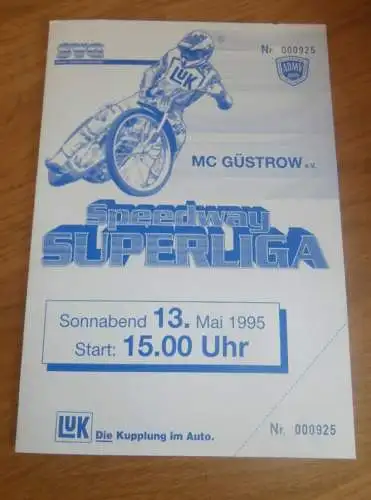 SVG
Nr. 000925
ADMV
LUK
MC GÜSTROW e.V.
Speedway
SUPERLIGA
Sonnabend 13. Mai 1995
Start: 15.00 Uhr
LUK Die Kupplung im Auto.
Nr. 000925